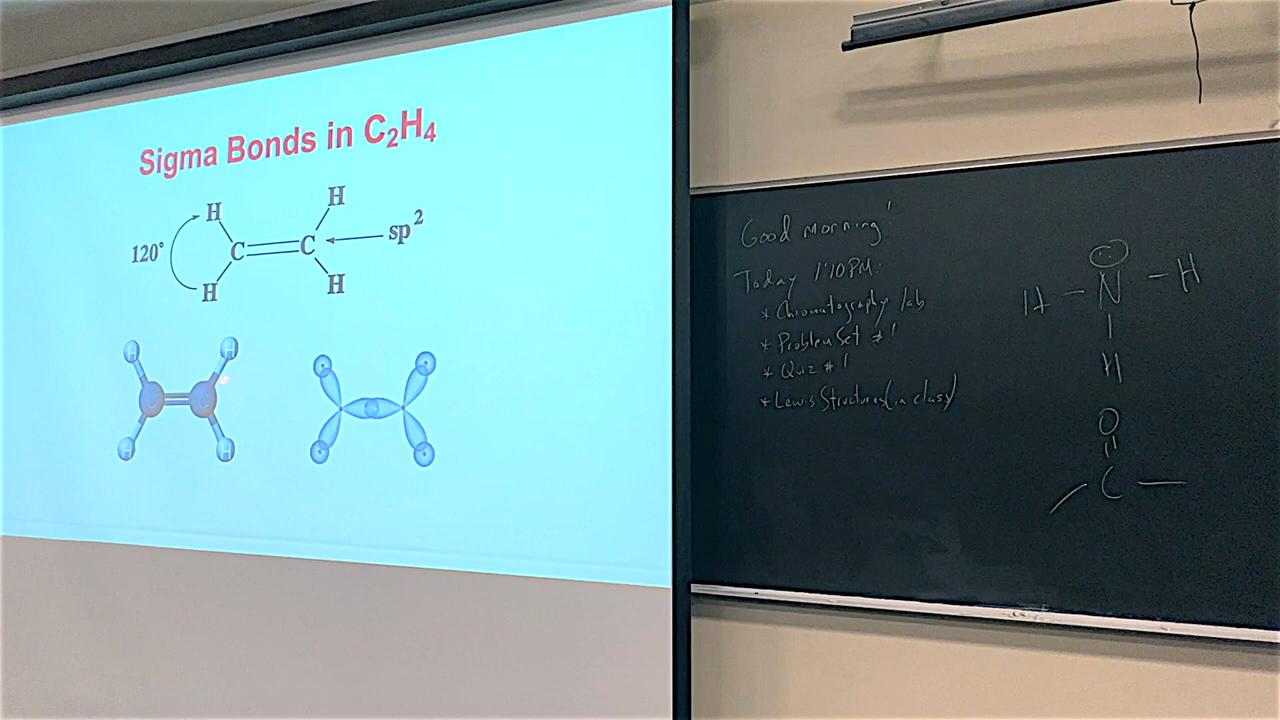 Sigma Bonds in C₂H₄
H H
120° C C sp²
H H
H H
H H
Good Morning!
Today 1:10PM:
* Chromatography lab
* Problem Set #1
* Quiz #1
* Lewis Structures (in class)
H – N – H
H
O
C